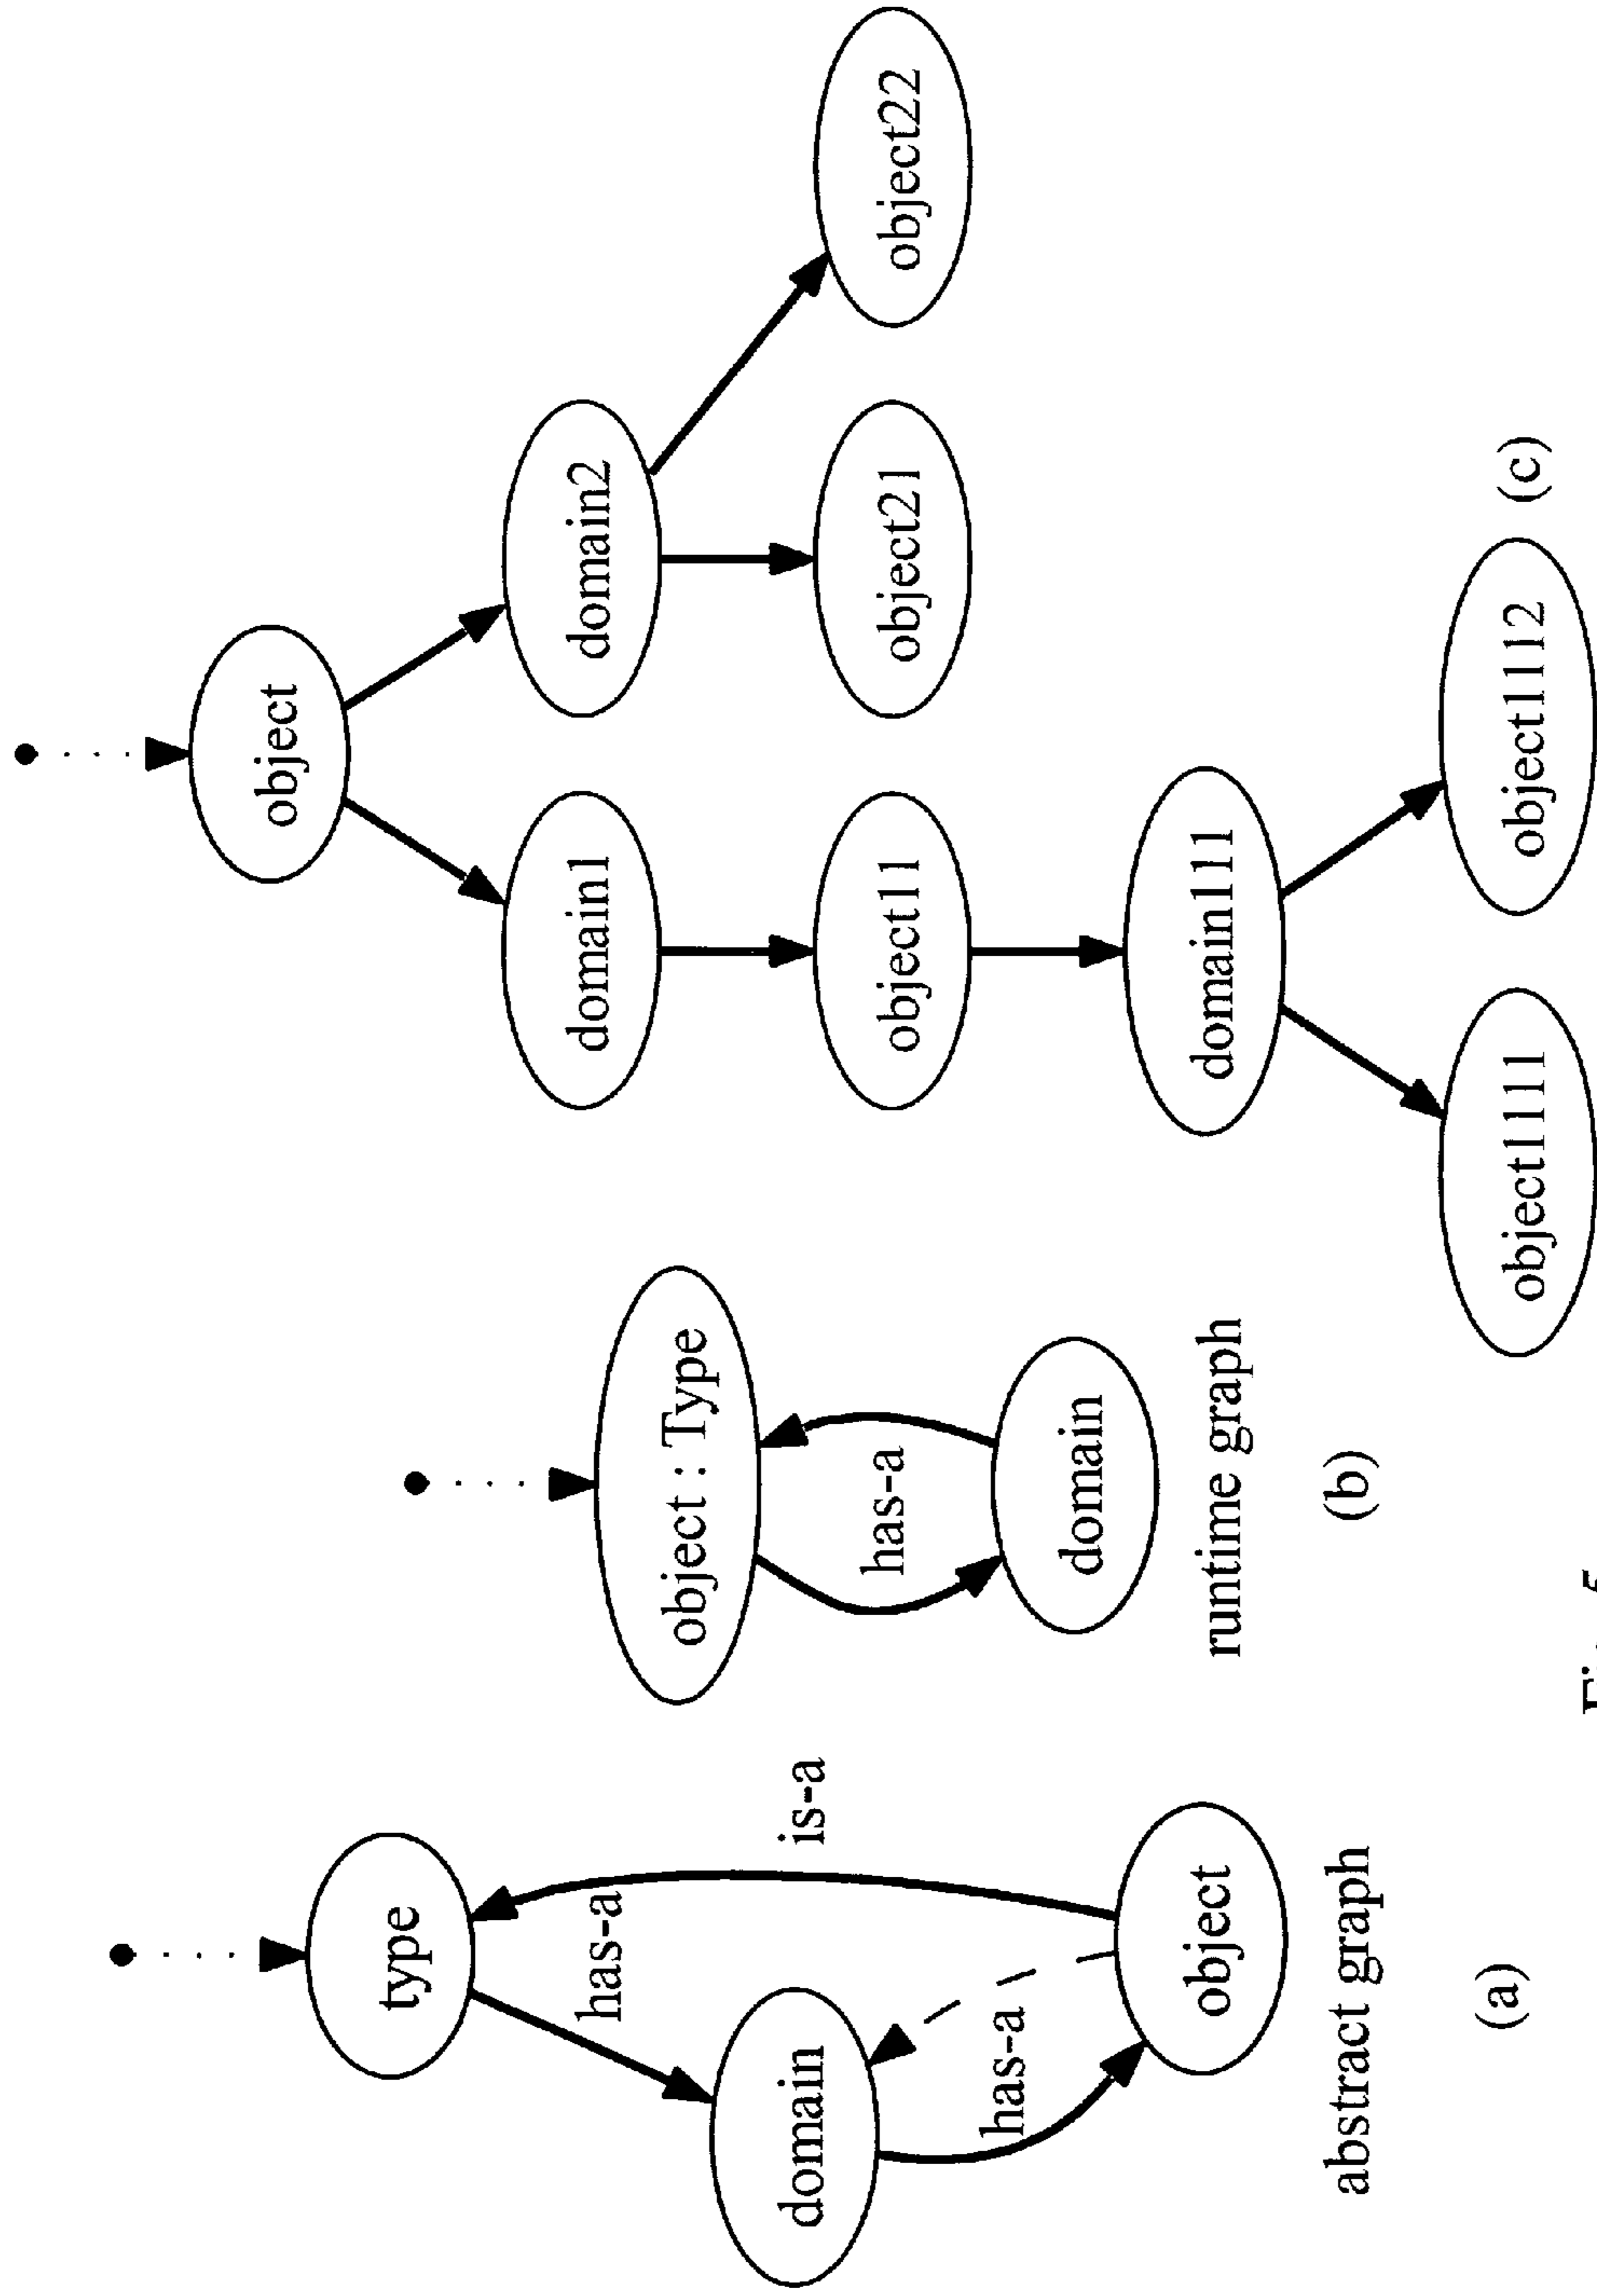 type
has-a
is-a
domain
has-a
object
abstract graph
(a)
object : Type
has-a
domain
runtime graph
(b)
object
domain1
domain2
object11
object21
object22
domain111
object1111
object1112
(c)